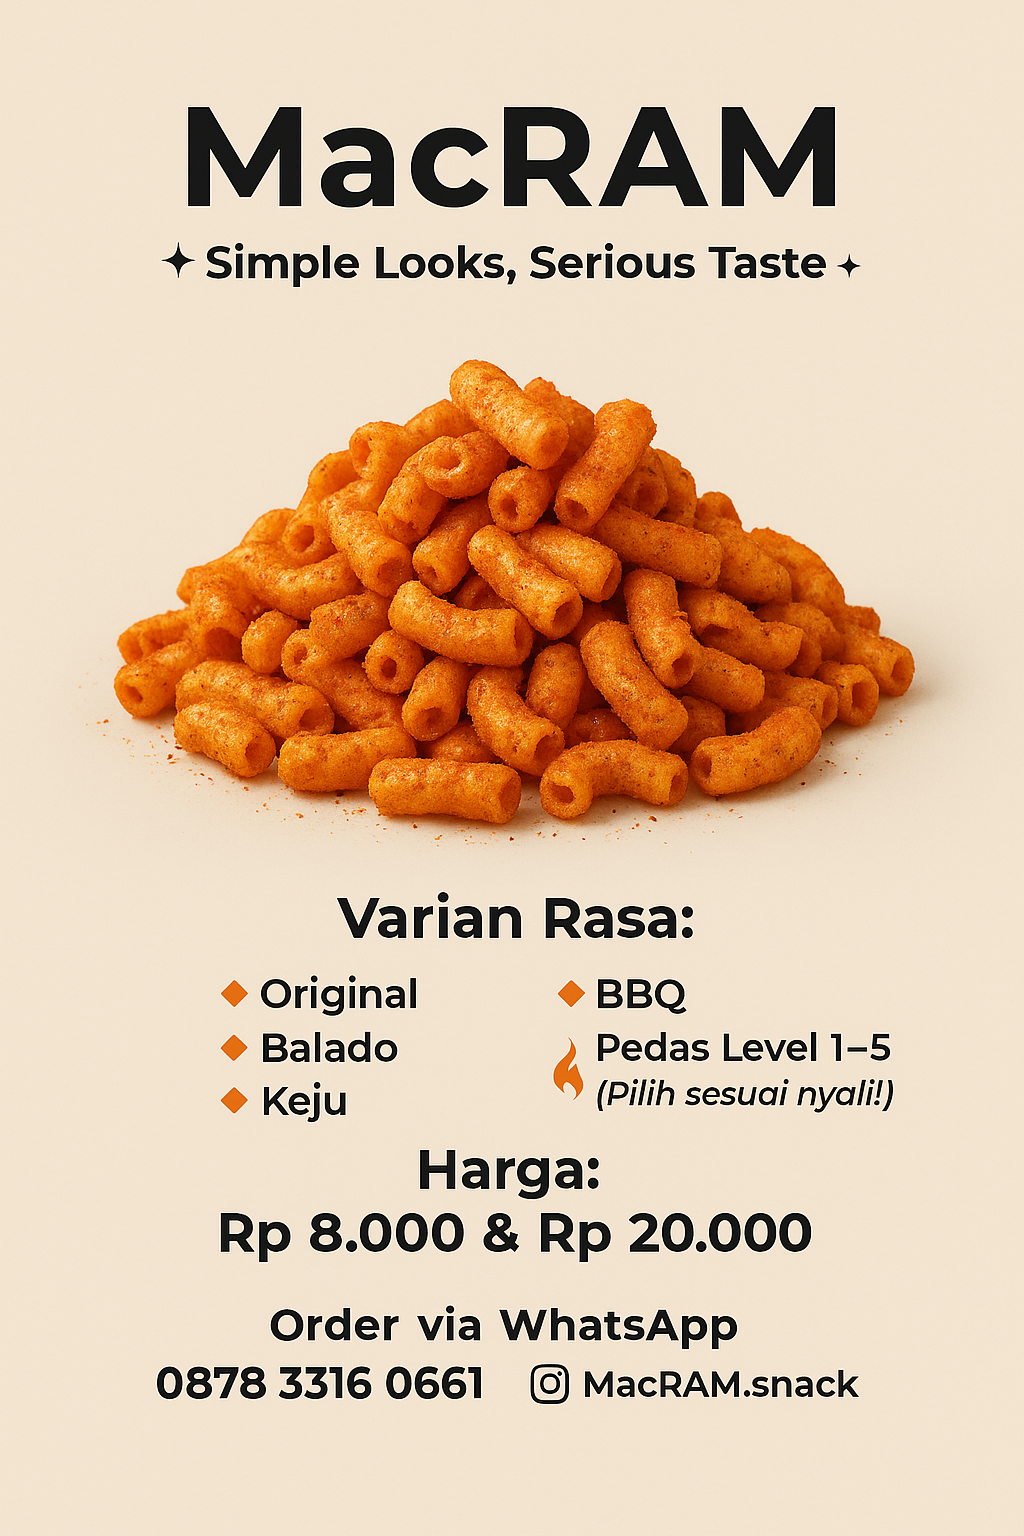 MacRAM
Simple Looks, Serious Taste
Varian Rasa:
Original
Balado
Keju
BBQ
Pedas Level 1–5
(Pilih sesuai nyali!)
Harga:
Rp 8.000 & Rp 20.000
Order via WhatsApp
0878 3316 0661
MacRAM.snack